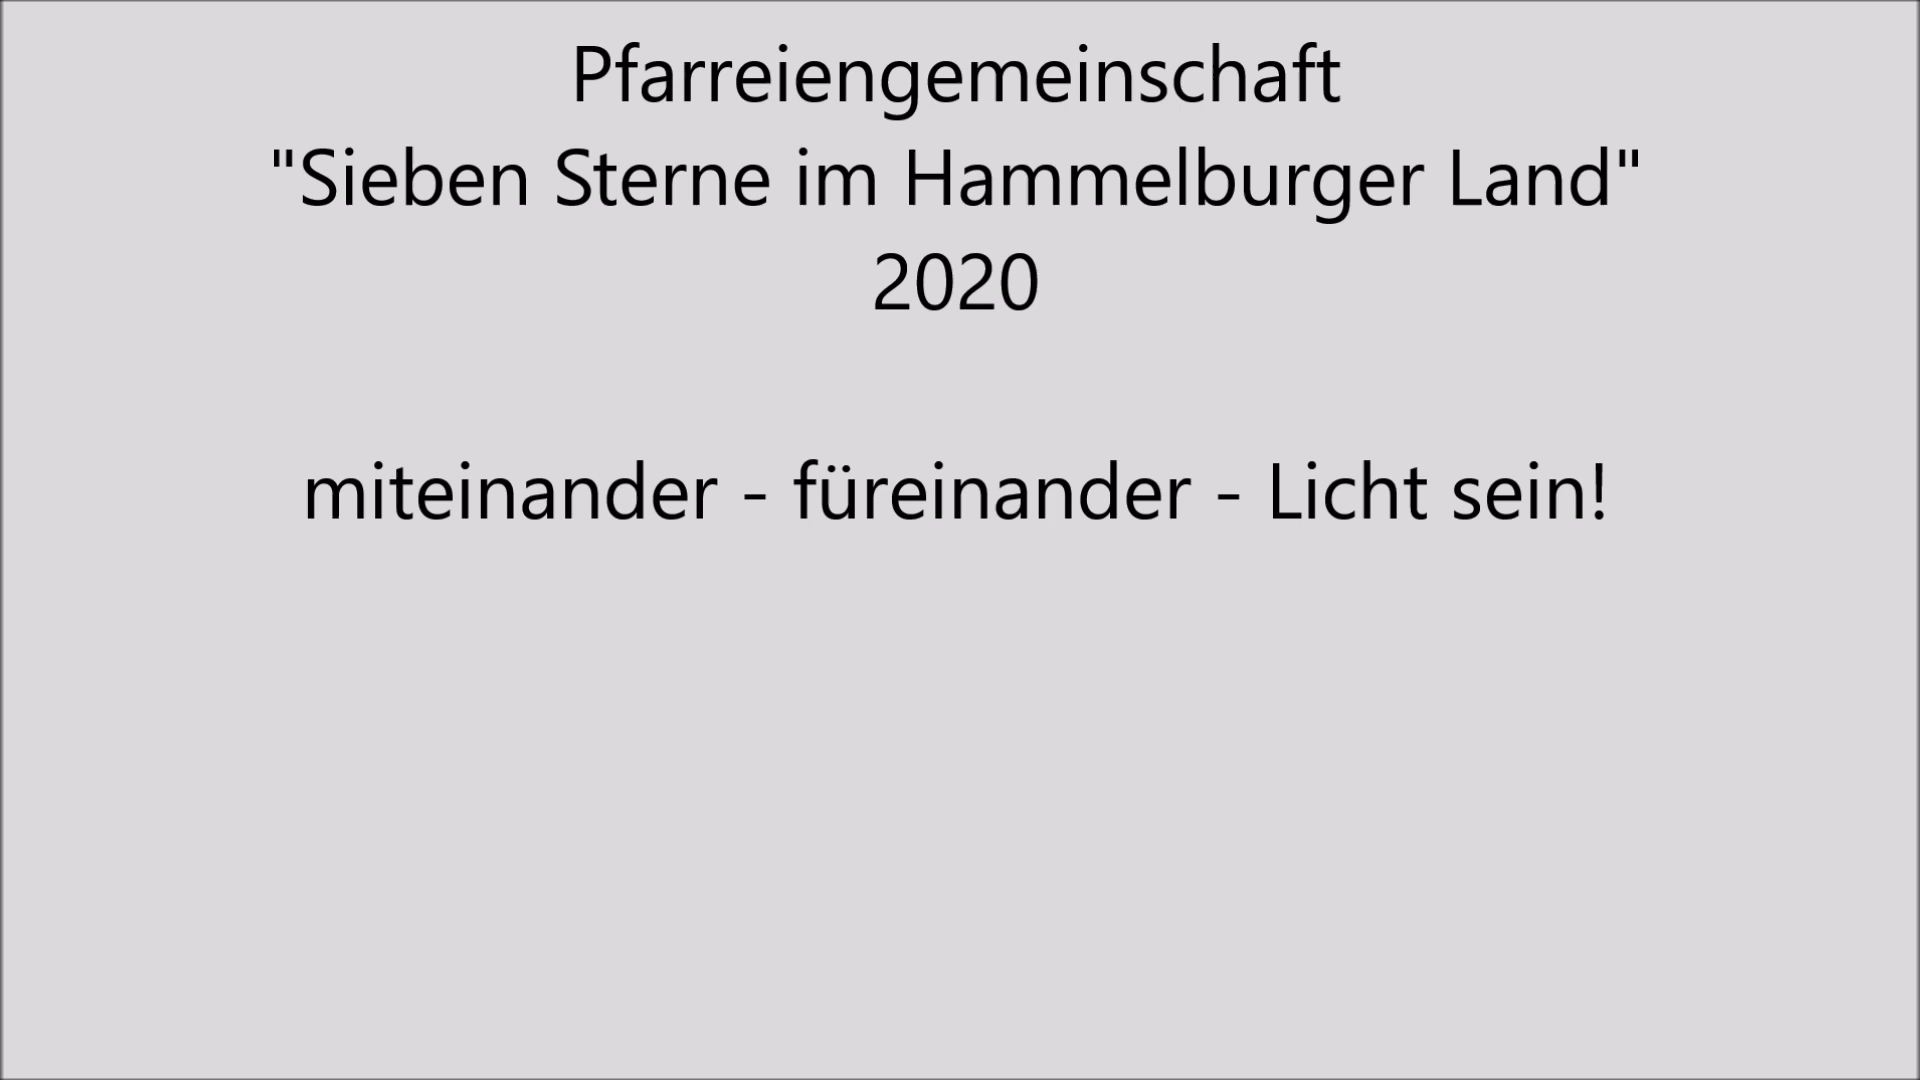 Pfarreiengemeinschaft
"Sieben Sterne im Hammelburger Land"
2020
miteinander - füreinander - Licht sein!